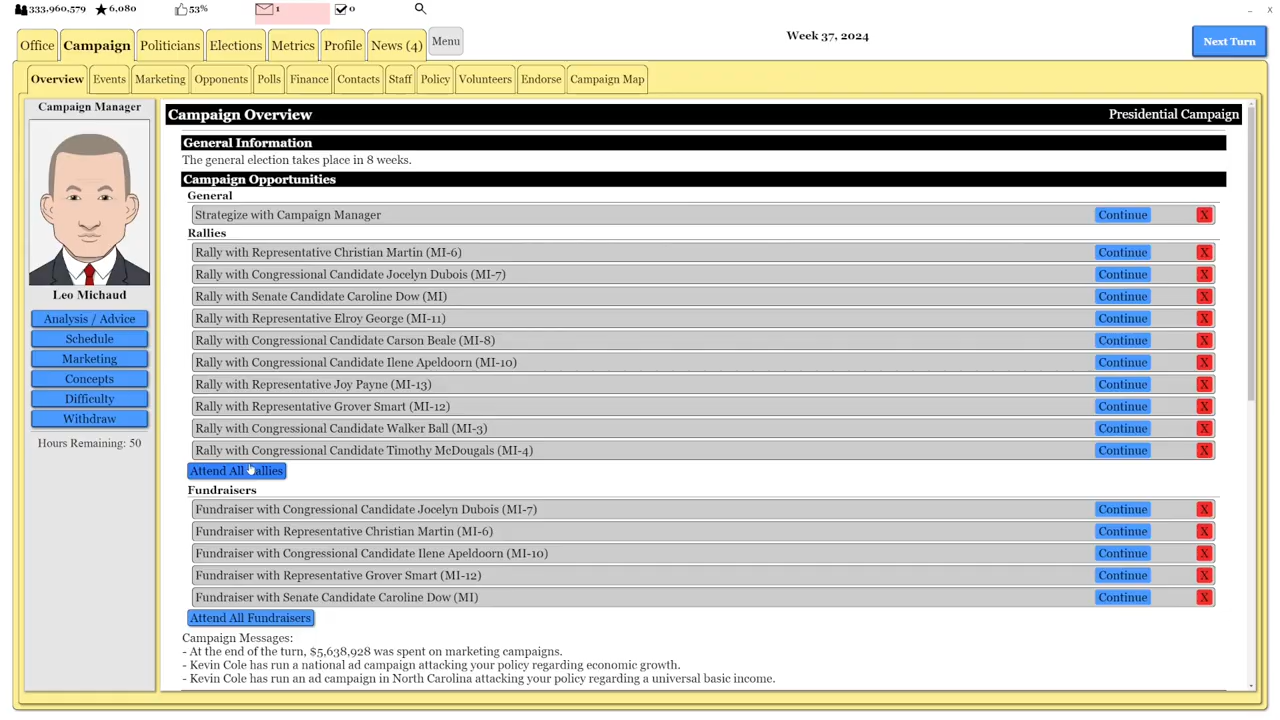 333,960,579 6,080 53% 1 0
Week 37, 2024
Next Turn
Office Campaign Politicians Elections Metrics Profile News (4) Menu
Overview Events Marketing Opponents Polls Finance Contacts Staff Policy Volunteers Endorse Campaign Map
Campaign Manager
Leo Michaud
Analysis / Advice
Schedule
Marketing
Concepts
Difficulty
Withdraw
Hours Remaining: 50
Campaign Overview Presidential Campaign
General Information
The general election takes place in 8 weeks.
Campaign Opportunities
General
Strategize with Campaign Manager Continue X
Rallies
Rally with Representative Christian Martin (MI-6) Continue X
Rally with Congressional Candidate Jocelyn Dubois (MI-7) Continue X
Rally with Senate Candidate Caroline Dow (MI) Continue X
Rally with Representative Elroy George (MI-11) Continue X
Rally with Congressional Candidate Carson Beale (MI-8) Continue X
Rally with Congressional Candidate Ilene Apeldoorn (MI-10) Continue X
Rally with Representative Joy Payne (MI-13) Continue X
Rally with Representative Grover Smart (MI-12) Continue X
Rally with Congressional Candidate Walker Ball (MI-3) Continue X
Rally with Congressional Candidate Timothy McDougals (MI-4) Continue X
Attend All Rallies
Fundraisers
Fundraiser with Congressional Candidate Jocelyn Dubois (MI-7) Continue X
Fundraiser with Representative Christian Martin (MI-6) Continue X
Fundraiser with Congressional Candidate Ilene Apeldoorn (MI-10) Continue X
Fundraiser with Representative Grover Smart (MI-12) Continue X
Fundraiser with Senate Candidate Caroline Dow (MI) Continue X
Attend All Fundraisers
Campaign Messages:
- At the end of the turn, $5,638,928 was spent on marketing campaigns.
- Kevin Cole has run a national ad campaign attacking your policy regarding economic growth.
- Kevin Cole has run an ad campaign in North Carolina attacking your policy regarding a universal basic income.